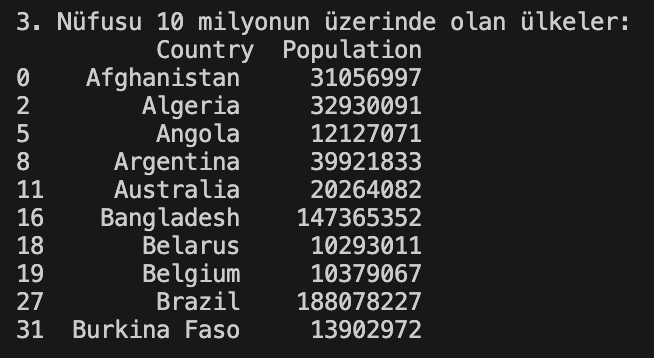 3. Nüfusu 10 milyonun üzerinde olan ülkeler:
Country Population
0 Afghanistan 31056997
2 Algeria 32930091
5 Angola 12127071
8 Argentina 39921833
11 Australia 20264082
16 Bangladesh 147365352
18 Belarus 10293011
19 Belgium 10379067
27 Brazil 188078227
31 Burkina Faso 13902972